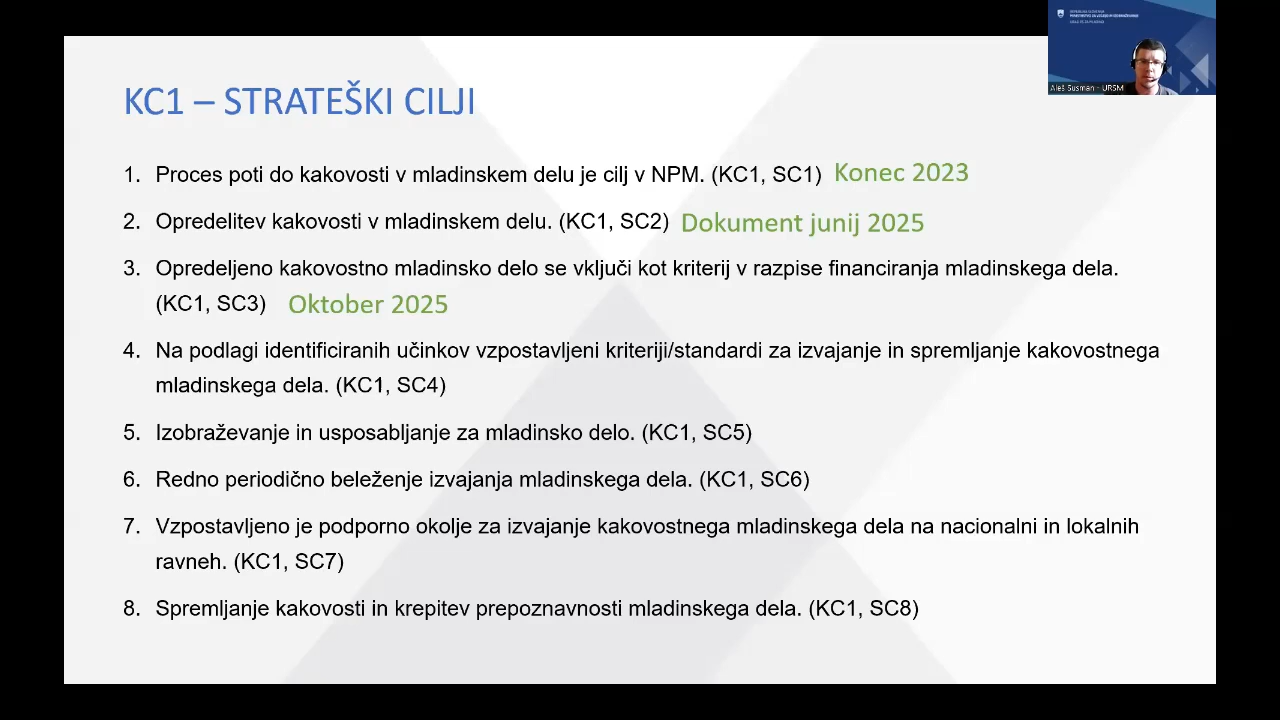 REPUBLIKA SLOVENIJA
KC1 – STRATEŠKI CILJI
1. Proces poti do kakovosti v mladinskem delu je cilj v NPM. (KC1, SC1) Konec 2023
2. Opredelitev kakovosti v mladinskem delu. (KC1, SC2) Dokument junij 2025
3. Opredeljeno kakovostno mladinsko delo se vključi kot kriterij v razpise financiranja mladinskega dela.
(KC1, SC3) Oktober 2025
4. Na podlagi identificiranih učinkov vzpostavljeni kriteriji/standardi za izvajanje in spremljanje kakovostnega
mladinskega dela. (KC1, SC4)
5. Izobraževanje in usposabljanje za mladinsko delo. (KC1, SC5)
6. Redno periodično beleženje izvajanja mladinskega dela. (KC1, SC6)
7. Vzpostavljeno je podporno okolje za izvajanje kakovostnega mladinskega dela na nacionalni in lokalnih
ravneh. (KC1, SC7)
8. Spremljanje kakovosti in krepitev prepoznavnosti mladinskega dela. (KC1, SC8)
Aleš Susman - URSM